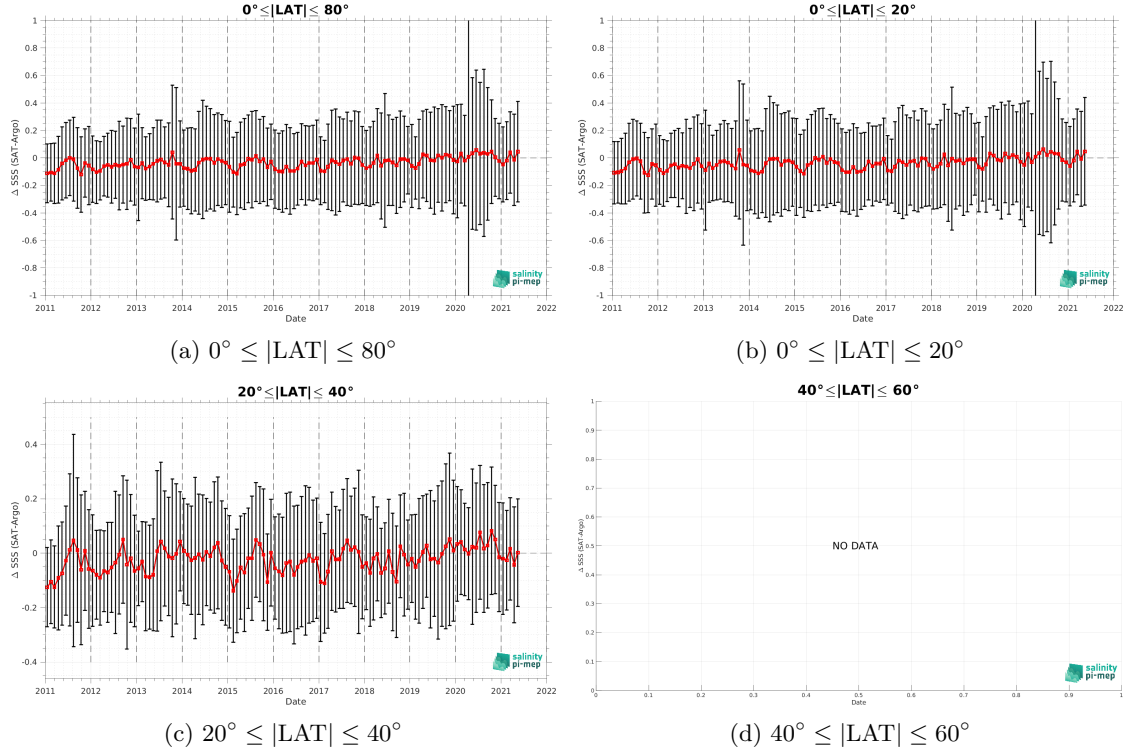 0°≤|LAT|≤ 80°
Δ SSS (SAT-Argo)
1
0.8
0.6
0.4
0.2
0
-0.2
-0.4
-0.6
-0.8
-1
2011 2012 2013 2014 2015 2016 2017 2018 2019 2020 2021 2022
Date
salinity
pi-mep
(a) 0° ≤ |LAT| ≤ 80°
0°≤|LAT|≤ 20°
Δ SSS (SAT-Argo)
1
0.8
0.6
0.4
0.2
0
-0.2
-0.4
-0.6
-0.8
-1
2011 2012 2013 2014 2015 2016 2017 2018 2019 2020 2021 2022
Date
salinity
pi-mep
(b) 0° ≤ |LAT| ≤ 20°
20°≤|LAT|≤ 40°
Δ SSS (SAT-Argo)
0.4
0.2
0
-0.2
-0.4
2011 2012 2013 2014 2015 2016 2017 2018 2019 2020 2021 2022
Date
salinity
pi-mep
(c) 20° ≤ |LAT| ≤ 40°
40°≤|LAT|≤ 60°
Δ SSS (SAT-Argo)
1
0.9
0.8
0.7
0.6
0.5
0.4
0.3
0.2
0.1
0
NO DATA
0 0.1 0.2 0.3 0.4 0.5 0.6 0.7 0.8 0.9 1
Date
salinity
pi-mep
(d) 40° ≤ |LAT| ≤ 60°